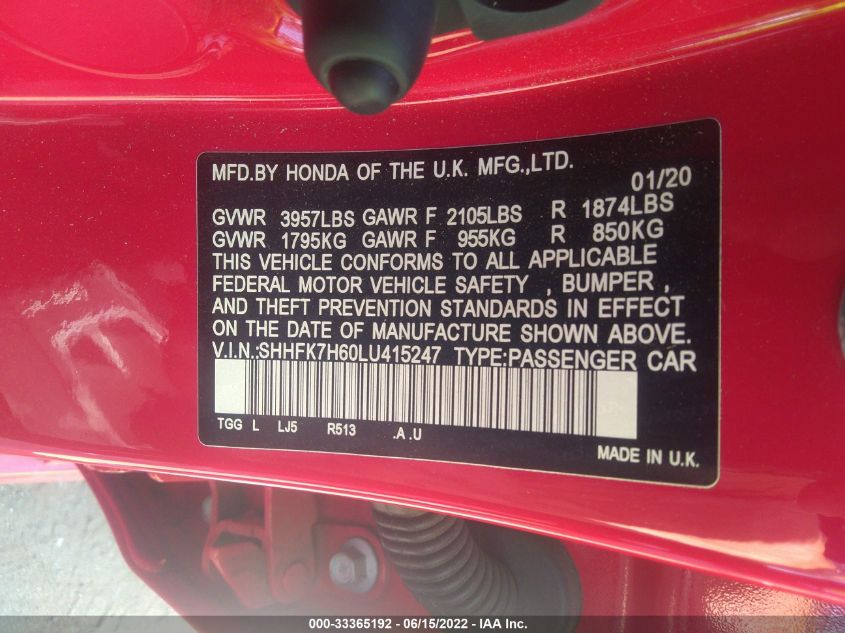 MFD.BY HONDA OF THE U.K. MFG.,LTD.
01/20
GVWR 3957LBS GAWR F 2105LBS R 1874LBS
GVWR 1795KG GAWR F 955KG R 850KG
THIS VEHICLE CONFORMS TO ALL APPLICABLE
FEDERAL MOTOR VEHICLE SAFETY , BUMPER ,
AND THEFT PREVENTION STANDARDS IN EFFECT
ON THE DATE OF MANUFACTURE SHOWN ABOVE.
V.I.N.:SHHFK7H60LU415247 TYPE:PASSENGER CAR
TGG L LJ5 R513 .A .U
MADE IN U.K.
000-33365192 - 06/15/2022 - IAA Inc.